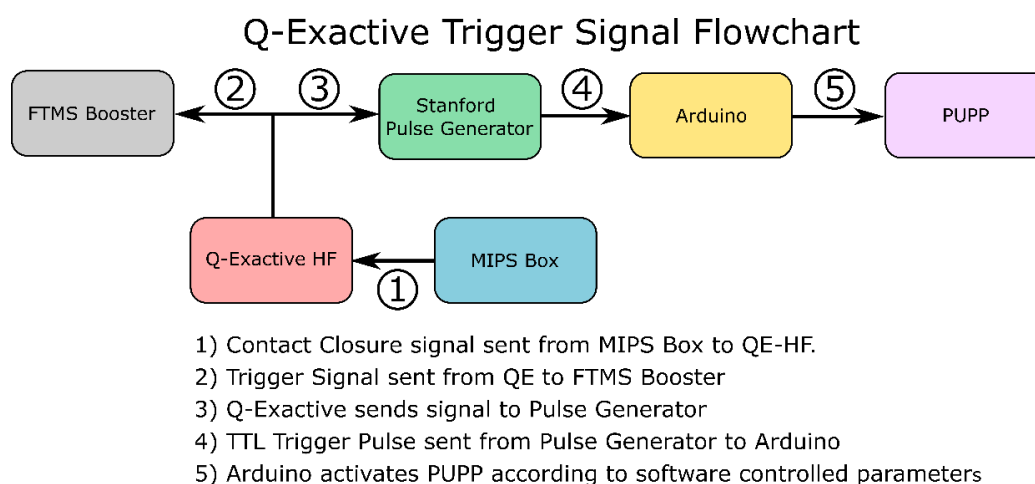 Q-Exactive Trigger Signal Flowchart
FTMS Booster
2
3
Stanford
Pulse Generator
4
Arduino
5
PUPP
Q-Exactive HF
1
MIPS Box
1) Contact Closure signal sent from MIPS Box to QE-HF.
2) Trigger Signal sent from QE to FTMS Booster
3) Q-Exactive sends signal to Pulse Generator
4) TTL Trigger Pulse sent from Pulse Generator to Arduino
5) Arduino activates PUPP according to software controlled parameters